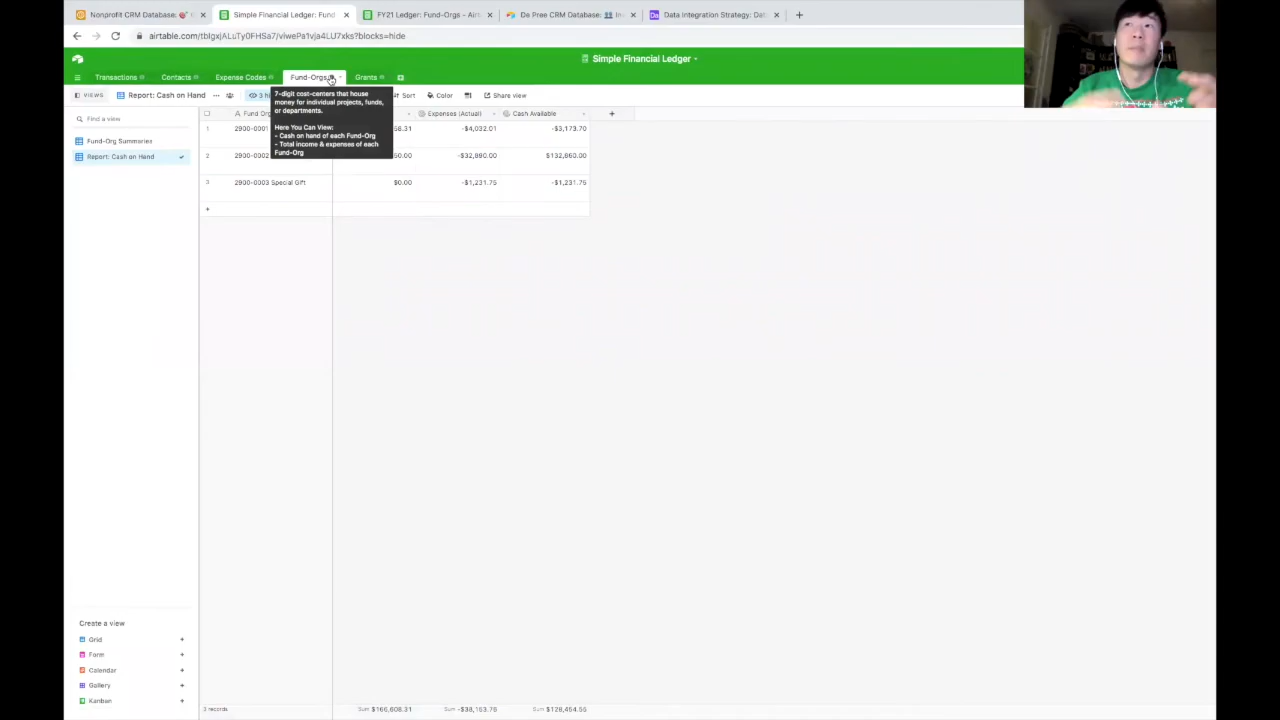 Nonprofit CRM Database:
Simple Financial Ledger: Fund
FY21 Ledger: Fund-Orgs - Airt
De Pree CRM Database: In
Data Integration Strategy: Dat
airtable.com/tblgxjALuTy0FHSa7/viwePa1vja4LU7xks?blocks=hide
Simple Financial Ledger
Transactions
Contacts
Expense Codes
Fund-Orgs
Grants
VIEWS
Report: Cash on Hand
3 h
Sort
Color
Share view
7-digit cost-centers that house
money for individual projects, funds,
or departments.
Here You Can View:
- Cash on hand of each Fund-Org
- Total income & expenses of each
Fund-Org
Find a view
Fund-Org Summaries
Report: Cash on Hand
Fund Org
Expenses (Actual)
Cash Available
1 2900-0001 58.31 -$4,032.01 -$3,173.70
2 2900-0002 50.00 -$32,890.00 $132,860.00
3 2900-0003 Special Gift $0.00 -$1,231.75 -$1,231.75
+
Create a view
Grid +
Form +
Calendar +
Gallery +
Kanban +
3 records Sum $166,608.31 Sum -$38,153.76 Sum $128,454.55